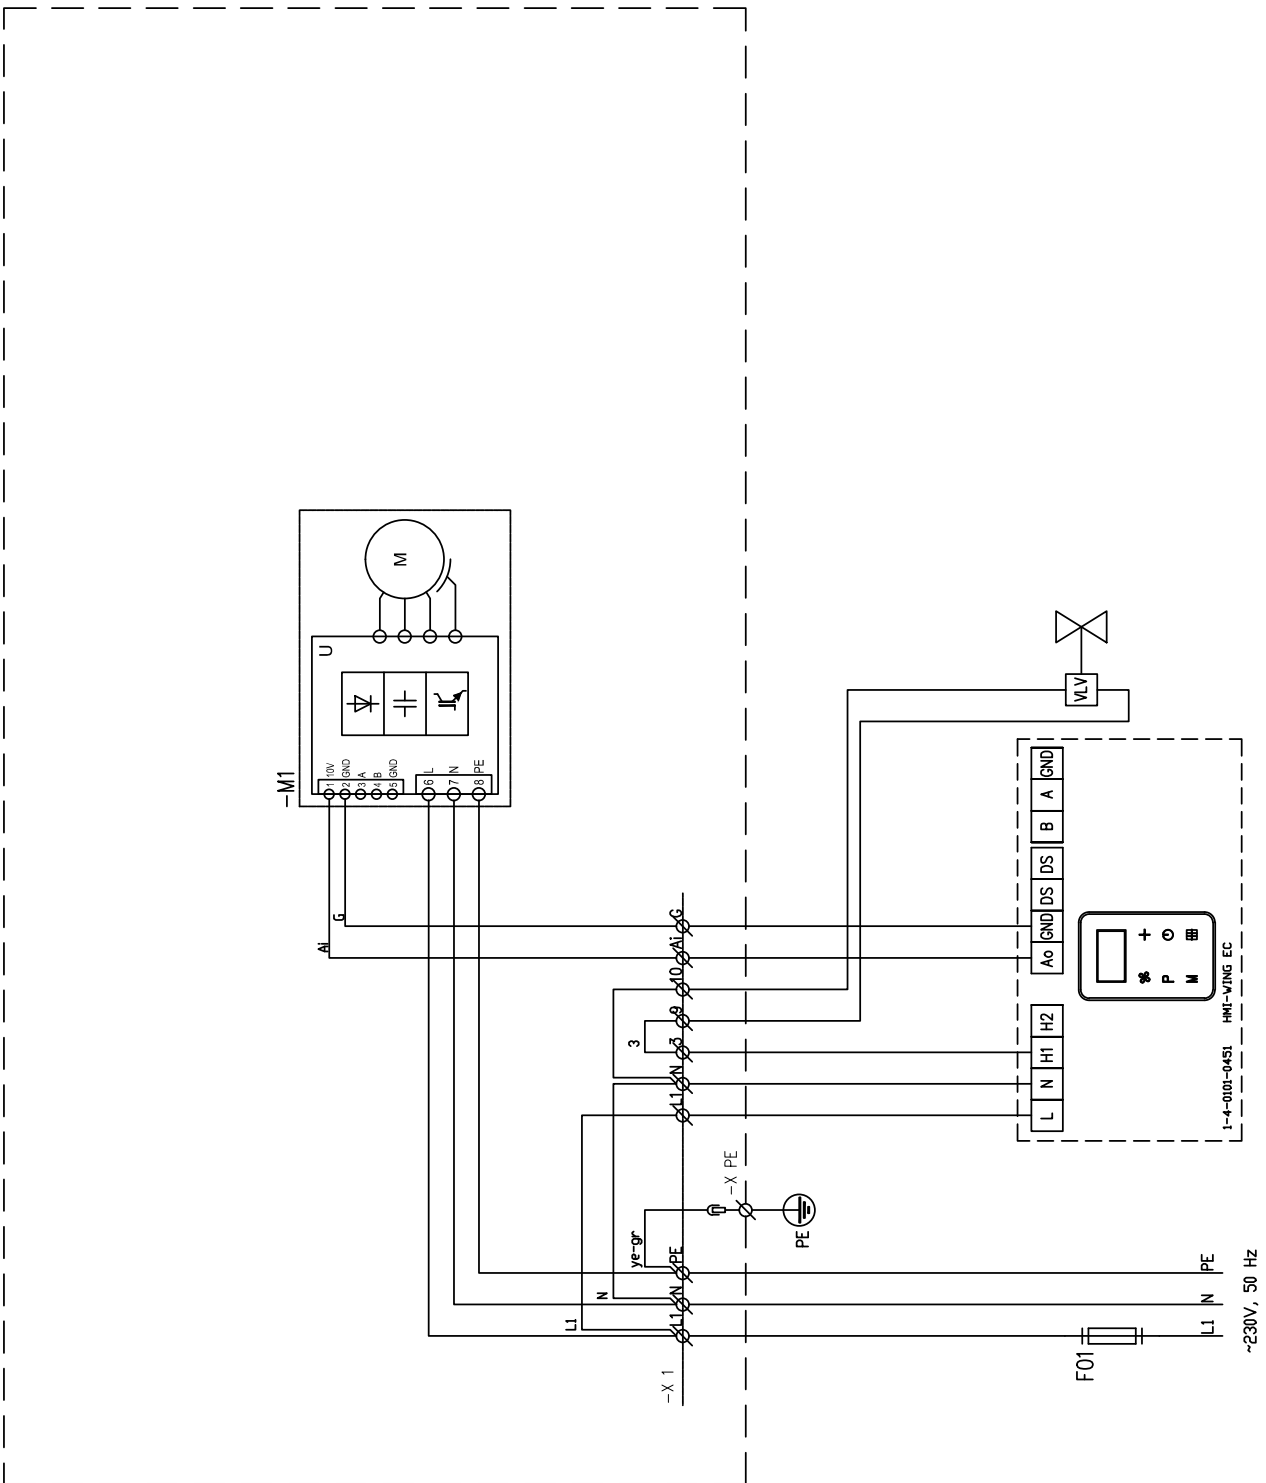 M
U
-M1
1 10V
2 GND
3 A
4 B
5 GND
6 L
7 N
8 PE
Ai
G
G
Ai
10
9
3
3
N
L1
-X PE
PE
ye-gr
PE
N
N
L1
L1
-X 1
VLV
GND
A
B
DS
DS
GND
Ao
H2
H1
N
L
% +
P
M
1-4-0101-0451 HMI-WING EC
F01
PE
N
L1
~230V, 50 Hz